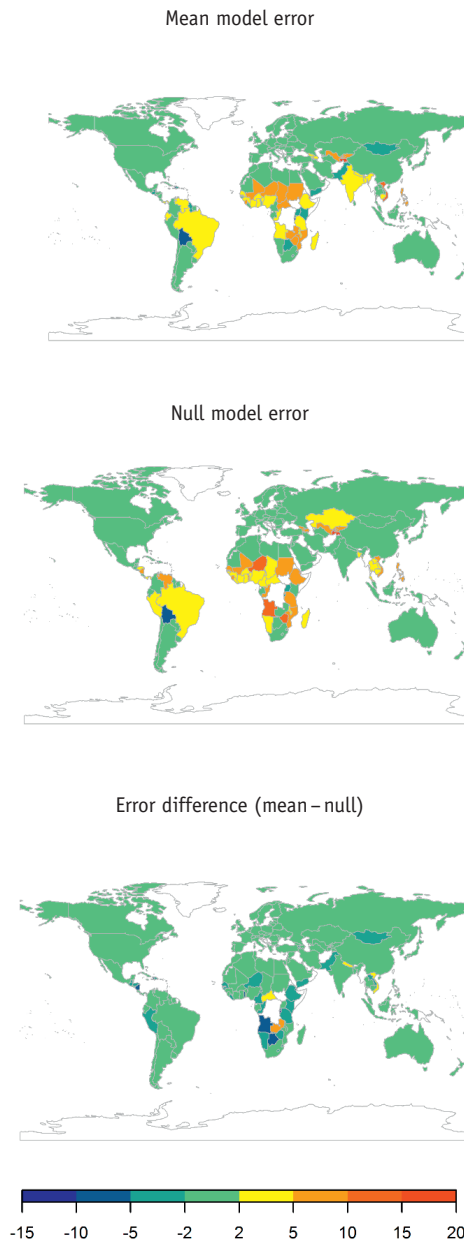 Mean model error
Null model error
Error difference (mean – null)
-15 -10 -5 -2 2 5 10 15 20